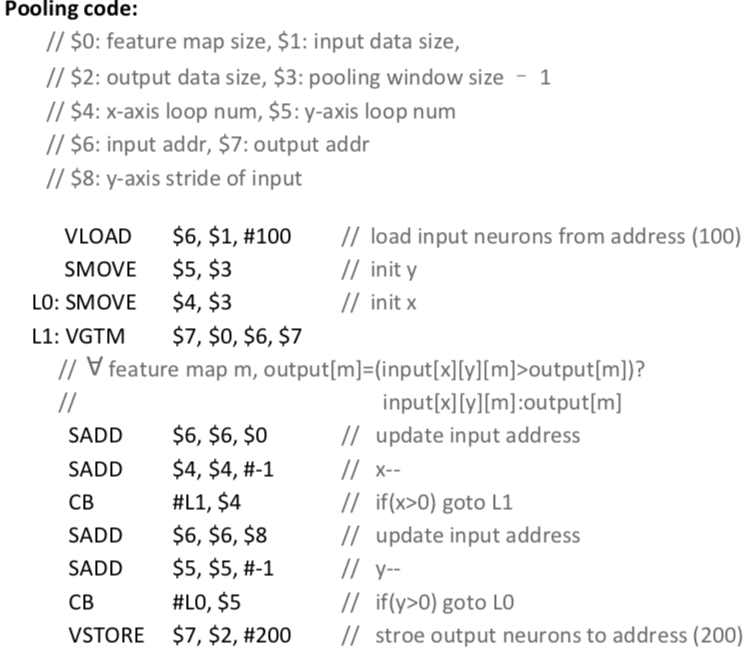 Pooling code:
// $0: feature map size, $1: input data size,
// $2: output data size, $3: pooling window size － 1
// $4: x-axis loop num, $5: y-axis loop num
// $6: input addr, $7: output addr
// $8: y-axis stride of input
VLOAD $6, $1, #100 // load input neurons from address (100)
SMOVE $5, $3 // init y
L0: SMOVE $4, $3 // init x
L1: VGTM $7, $0, $6, $7
// ∀ feature map m, output[m]=(input[x][y][m]>output[m])?
// input[x][y][m]:output[m]
SADD $6, $6, $0 // update input address
SADD $4, $4, #-1 // x--
CB #L1, $4 // if(x>0) goto L1
SADD $6, $6, $8 // update input address
SADD $5, $5, #-1 // y--
CB #L0, $5 // if(y>0) goto L0
VSTORE $7, $2, #200 // stroe output neurons to address (200)